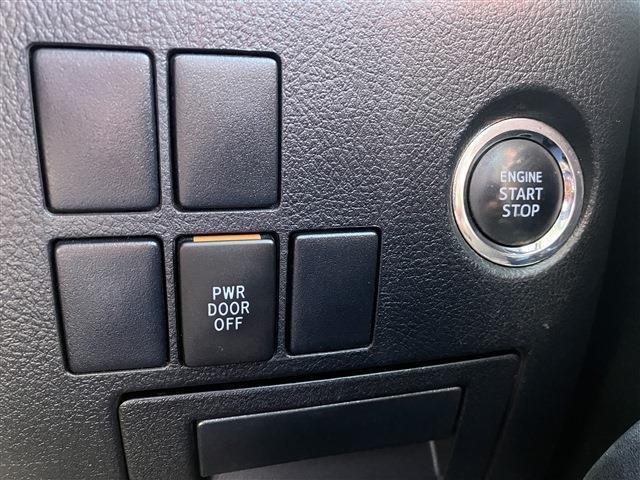 ENGINE
START
STOP
PWR
DOOR
OFF